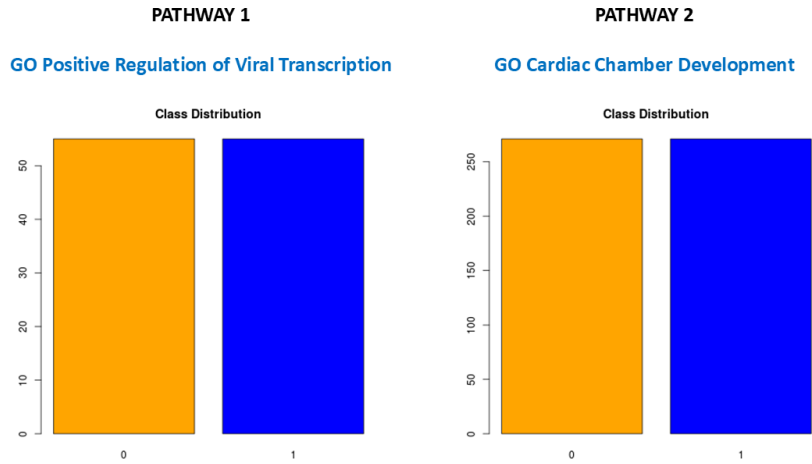 PATHWAY 1
GO Positive Regulation of Viral Transcription
Class Distribution
50
40
30
20
10
0
0
1
PATHWAY 2
GO Cardiac Chamber Development
Class Distribution
250
200
150
100
50
0
0
1